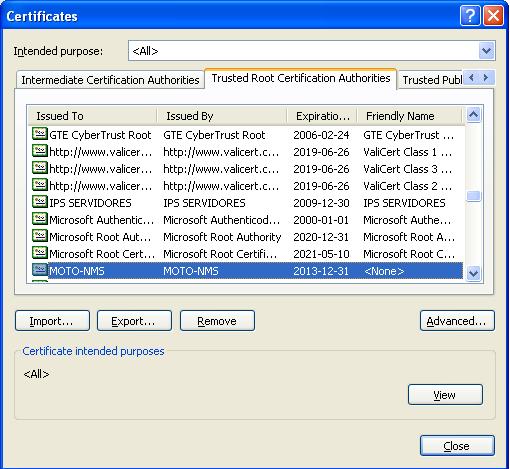 Certificates
Intended purpose: <All>
Intermediate Certification Authorities Trusted Root Certification Authorities Trusted Publ
Issued To Issued By Expiratio... Friendly Name
GTE CyberTrust Root GTE CyberTrust Root 2006-02-24 GTE CyberTrust ...
http://www.valicer... http://www.valicert.c... 2019-06-26 ValiCert Class 1 ...
http://www.valicer... http://www.valicert.c... 2019-06-26 ValiCert Class 3 ...
http://www.valicer... http://www.valicert.c... 2019-06-26 ValiCert Class 2 ...
IPS SERVIDORES IPS SERVIDORES 2009-12-30 IPS SERVIDORES
Microsoft Authentic... Microsoft Authenticod... 2000-01-01 Microsoft Authe...
Microsoft Root Aut... Microsoft Root Authority 2020-12-31 Microsoft Root A...
Microsoft Root Cert... Microsoft Root Certifi... 2021-05-10 Microsoft Root C...
MOTO-NMS MOTO-NMS 2013-12-31 <None>
Import... Export... Remove Advanced...
Certificate intended purposes
<All>
View
Close